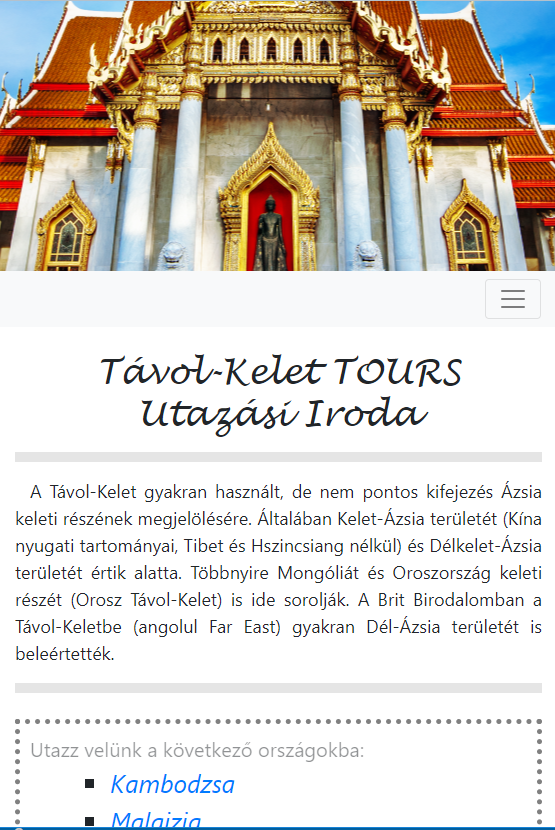 Távol-Kelet TOURS
Utazási Iroda
A Távol-Kelet gyakran használt, de nem pontos kifejezés Ázsia
keleti részének megjelölésére. Általában Kelet-Ázsia területét (Kína
nyugati tartományai, Tibet és Hszincsiang nélkül) és Délkelet-Ázsia
területét értik alatta. Többnyire Mongóliát és Oroszország keleti
részét (Orosz Távol-Kelet) is ide sorolják. A Brit Birodalomban a
Távol-Keletbe (angolul Far East) gyakran Dél-Ázsia területét is
beleértették.
Utazz velünk a következő országokba:
Kambodzsa
Malajzia